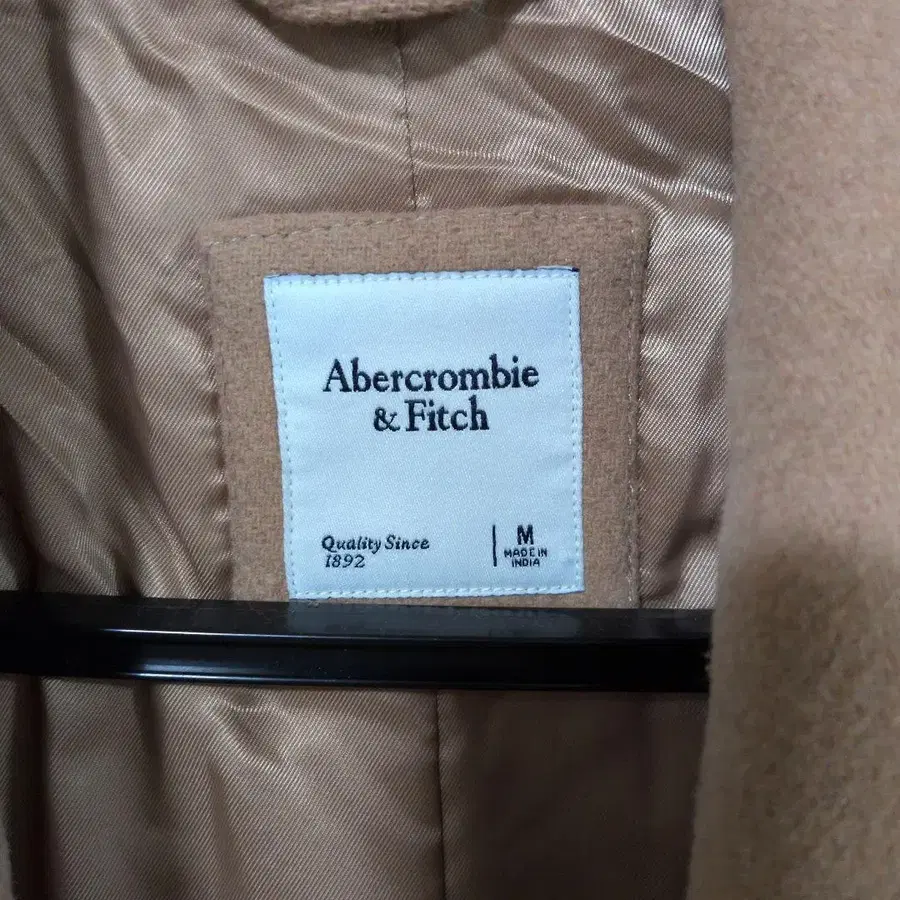 Abercrombie
& Fitch
Quality Since
1892
M
MADE IN
INDIA